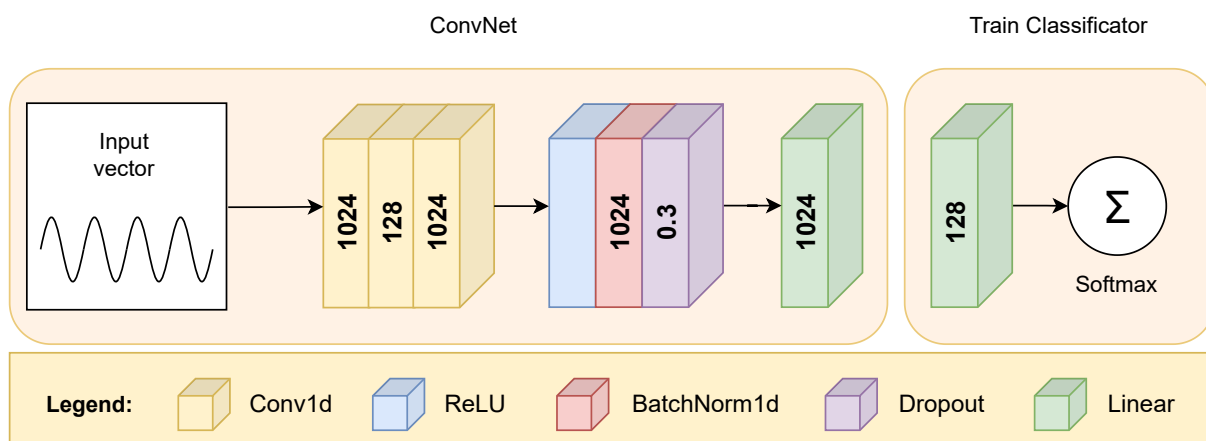 ConvNet
Train Classificator
Input
vector
1024
128
1024
1024
0.3
1024
128
Σ
Softmax
Legend:
Conv1d
ReLU
BatchNorm1d
Dropout
Linear